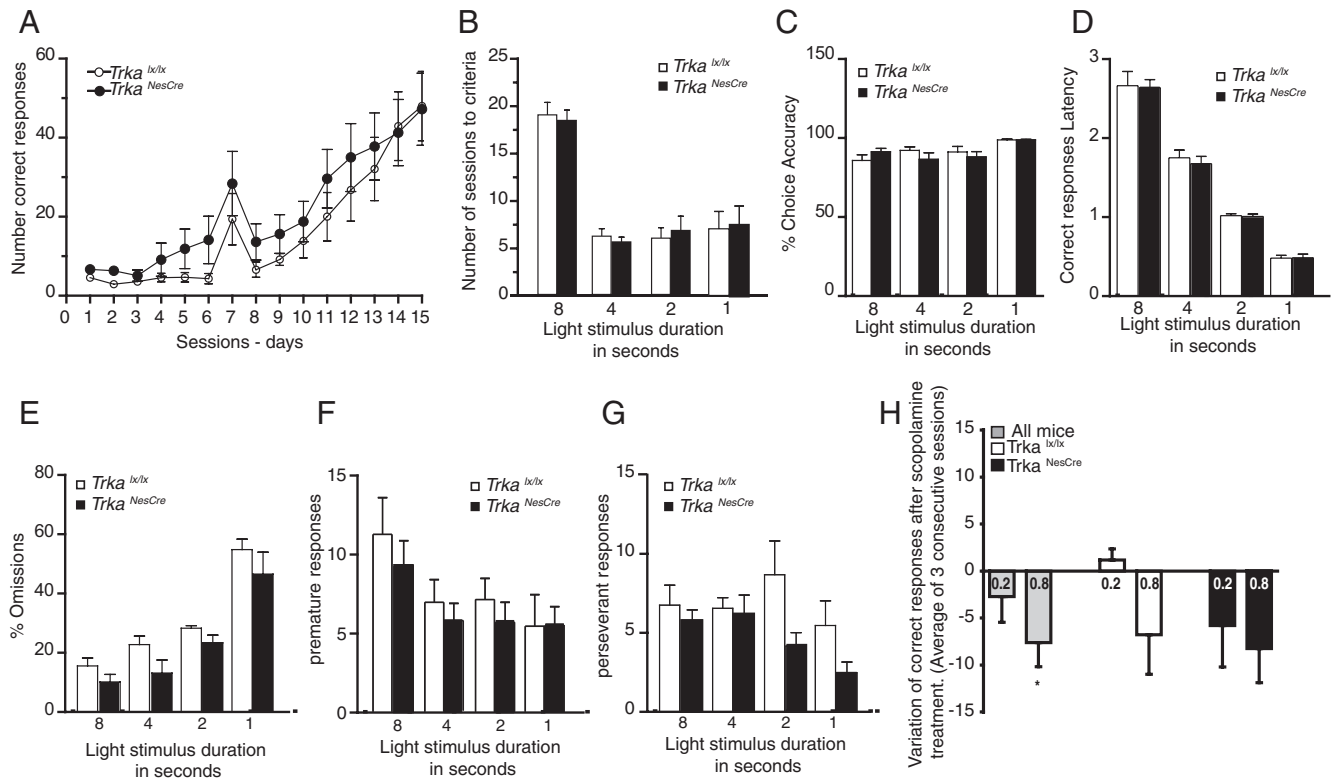 A
Number correct responses
60
40
20
0
Trka lx/lx
Trka NesCre
0 1 2 3 4 5 6 7 8 9 10 11 12 13 14 15
Sessions - days
B
Number of sessions to criteria
25
20
15
10
5
0
Trka lx/lx
Trka NesCre
8 4 2 1
Light stimulus duration
in seconds
C
% Choice Accuracy
150
100
50
0
Trka lx/lx
Trka NesCre
8 4 2 1
Light stimulus duration
in seconds
D
Correct responses Latency
3
2
1
0
Trka lx/lx
Trka NesCre
8 4 2 1
Light stimulus duration
in seconds
E
% Omissions
80
60
40
20
0
Trka lx/lx
Trka NesCre
8 4 2 1
Light stimulus duration
in seconds
F
premature responses
15
10
5
0
Trka lx/lx
Trka NesCre
8 4 2 1
Light stimulus duration
in seconds
G
perseverant responses
15
10
5
0
Trka lx/lx
Trka NesCre
8 4 2 1
Light stimulus duration
in seconds
H
Variation of correct responses after scopolamine
treatment. (Average of 3 consecutive sessions)
15
10
5
0
-5
-10
-15
All mice
Trka lx/lx
Trka NesCre
0.2 0.8 0.2 0.8 0.2 0.8
*